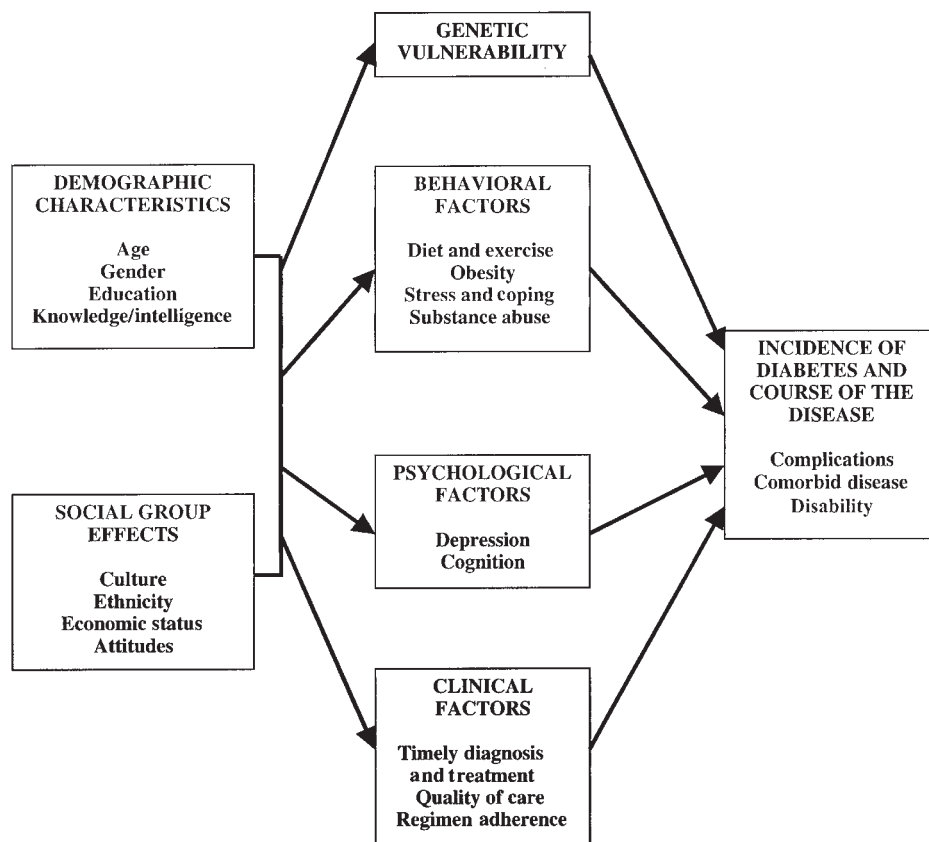 GENETIC
VULNERABILITY
DEMOGRAPHIC
CHARACTERISTICS
Age
Gender
Education
Knowledge/intelligence
SOCIAL GROUP
EFFECTS
Culture
Ethnicity
Economic status
Attitudes
BEHAVIORAL
FACTORS
Diet and exercise
Obesity
Stress and coping
Substance abuse
PSYCHOLOGICAL
FACTORS
Depression
Cognition
CLINICAL
FACTORS
Timely diagnosis
and treatment
Quality of care
Regimen adherence
INCIDENCE OF
DIABETES AND
COURSE OF THE
DISEASE
Complications
Comorbid disease
Disability